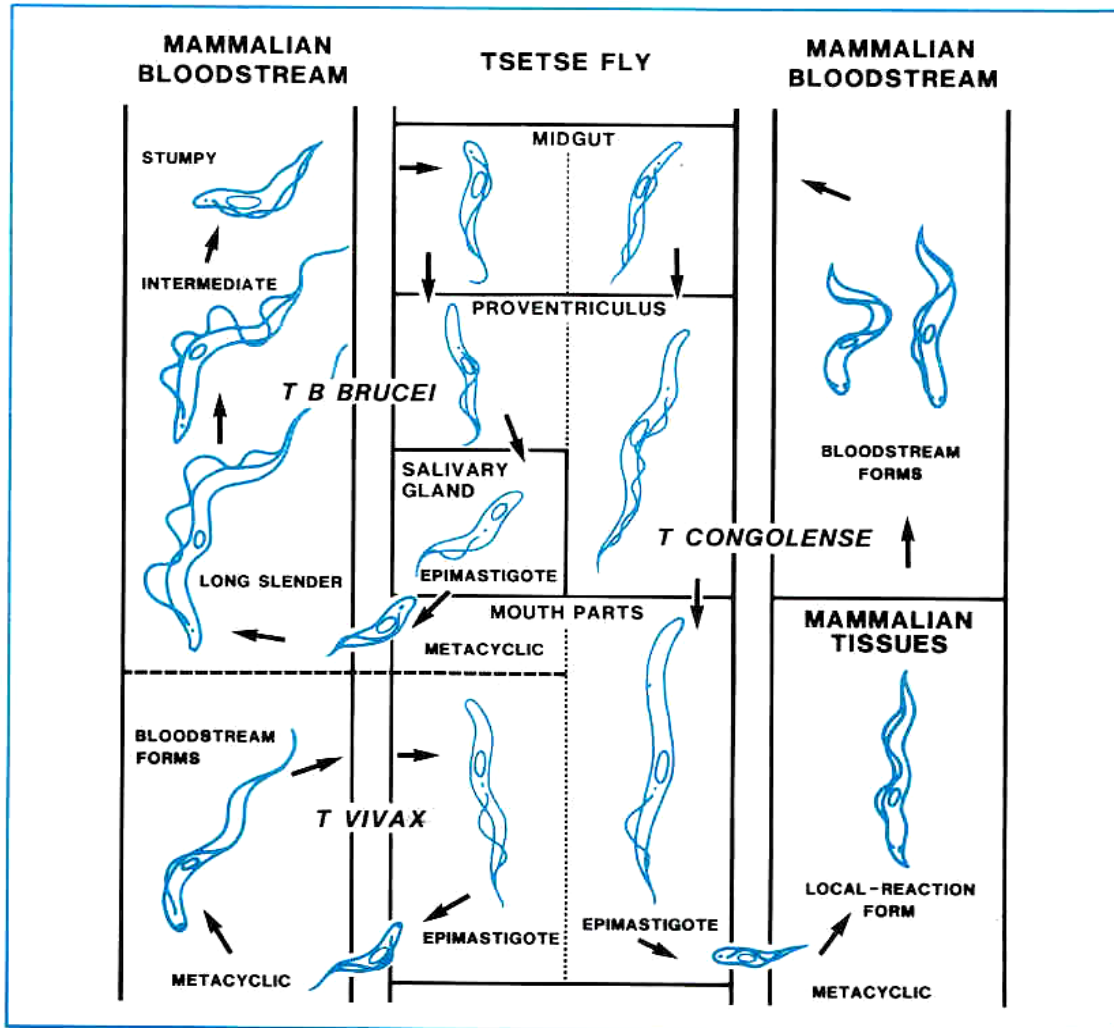 MAMMALIAN
BLOODSTREAM
TSETSE FLY
MAMMALIAN
BLOODSTREAM
STUMPY
INTERMEDIATE
T B BRUCEI
LONG SLENDER
MIDGUT
PROVENTRICULUS
SALIVARY
GLAND
EPIMASTIGOTE
MOUTH PARTS
METACYCLIC
BLOODSTREAM
FORMS
T VIVAX
METACYCLIC
EPIMASTIGOTE
EPIMASTIGOTE
T CONGOLENSE
BLOODSTREAM
FORMS
MAMMALIAN
TISSUES
LOCAL-REACTION
FORM
METACYCLIC